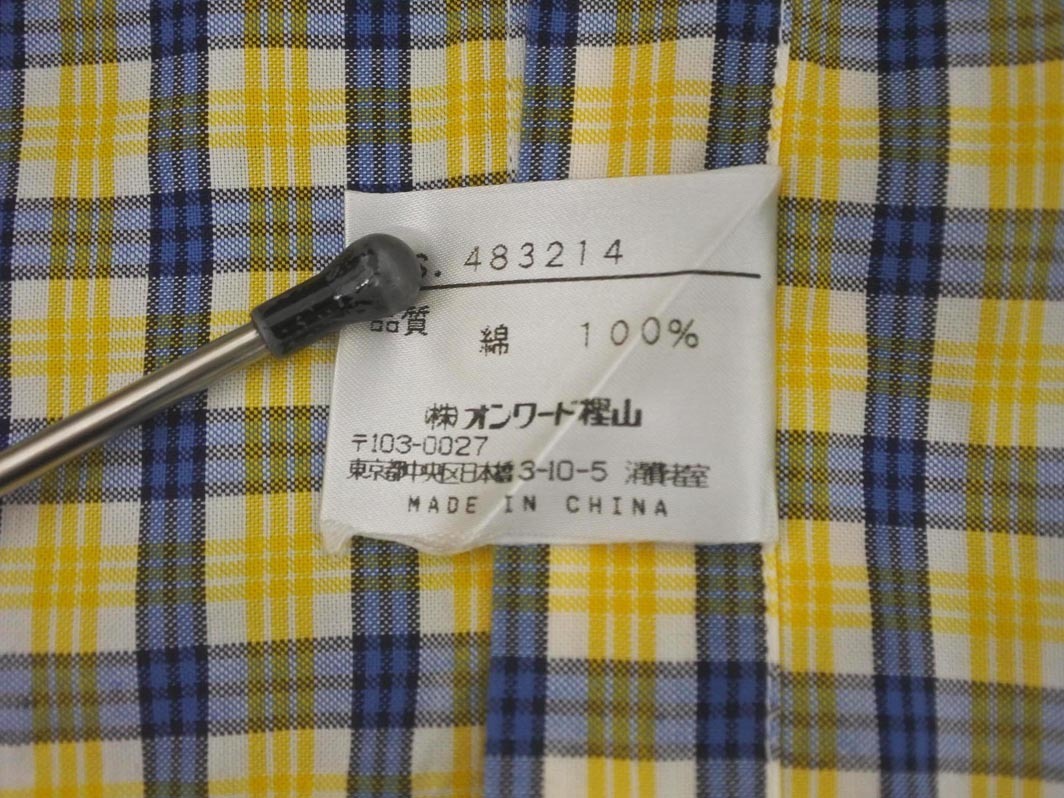 S. 483214
品質 綿 100%
㈱オンワード樫山
〒103-0027
東京都中央区日本橋3-10-5 消費者室
MADE IN CHINA